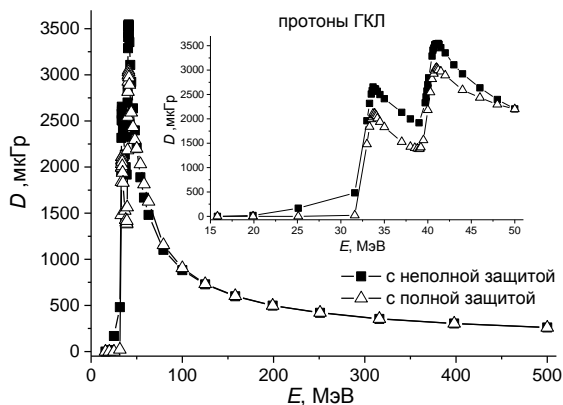 протоны ГКЛ
D ,мкГр
3500
3000
2500
2000
1500
1000
500
0
D ,мкГр
3500
3000
2500
2000
1500
1000
500
0
15 20 25 30 35 40 45 50
E, МэВ
с неполной защитой
с полной защитой
0 100 200 300 400 500
E, МэВ